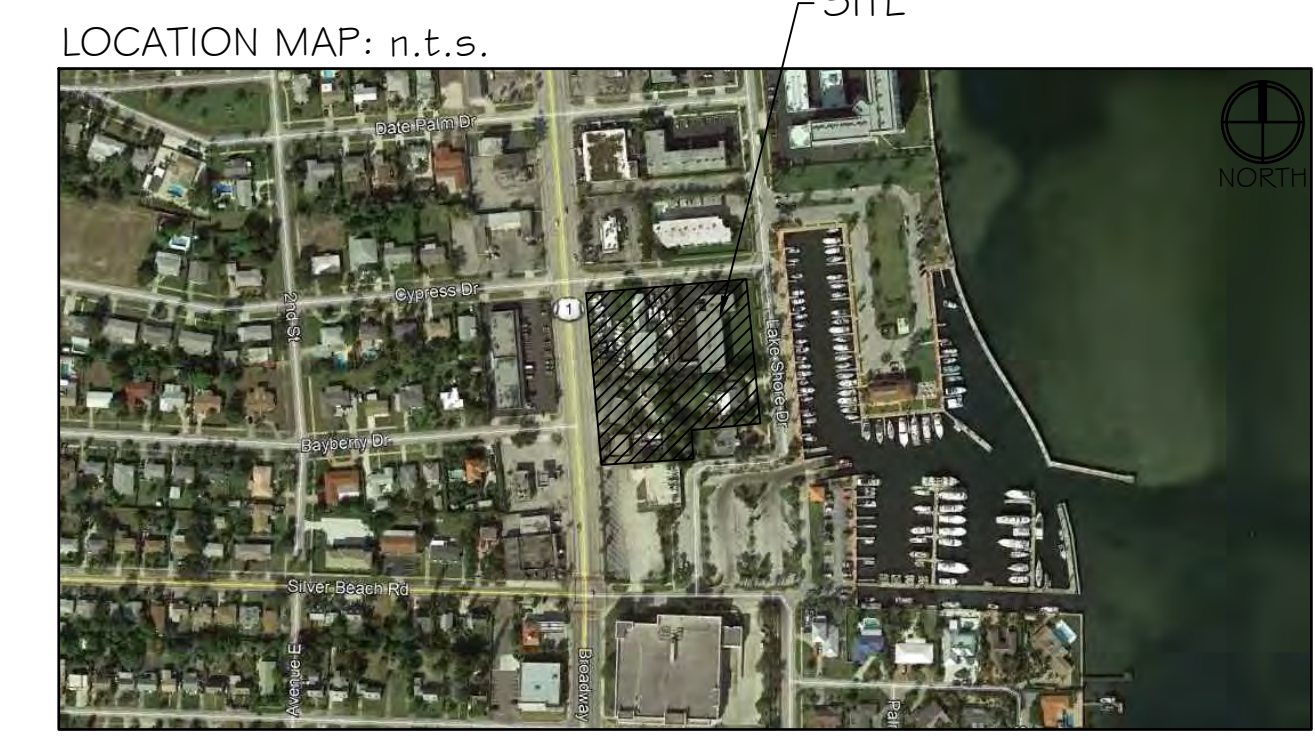 SITE
LOCATION MAP: n.t.s.
NORTH
Date Palm Dr
Cypress Dr
1
2nd St
Lake Shore Dr
Bayberry Dr
Silver Beach Rd
Avenue E
Broadway